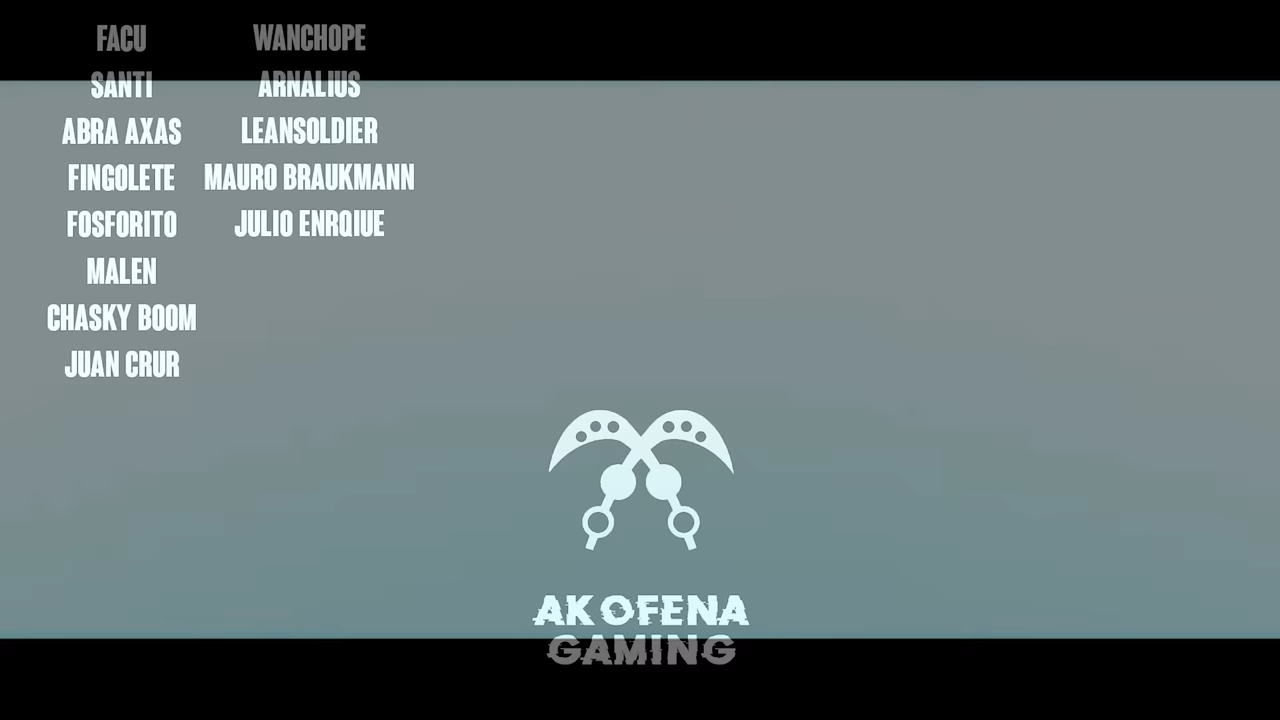 FACU
SANTI
ABRA AXAS
FINGOLETE
FOSFORITO
MALEN
CHASKY BOOM
JUAN CRUR
WANCHOPE
ARNALIUS
LEANSOLDIER
MAURO BRAUKMANN
JULIO ENRQIUE
AKOFENA
GAMING